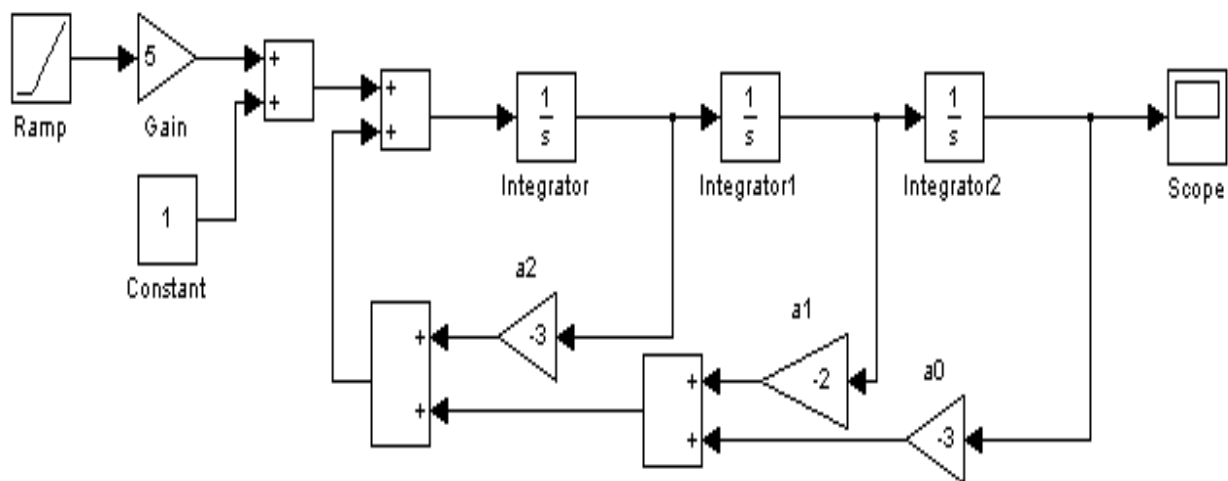 5
+
+
Ramp
Gain
1
Constant
+
+
1
s
Integrator
1
s
Integrator1
1
s
Integrator2
Scope
a2
-3
+
+
a1
-2
+
+
a0
-3